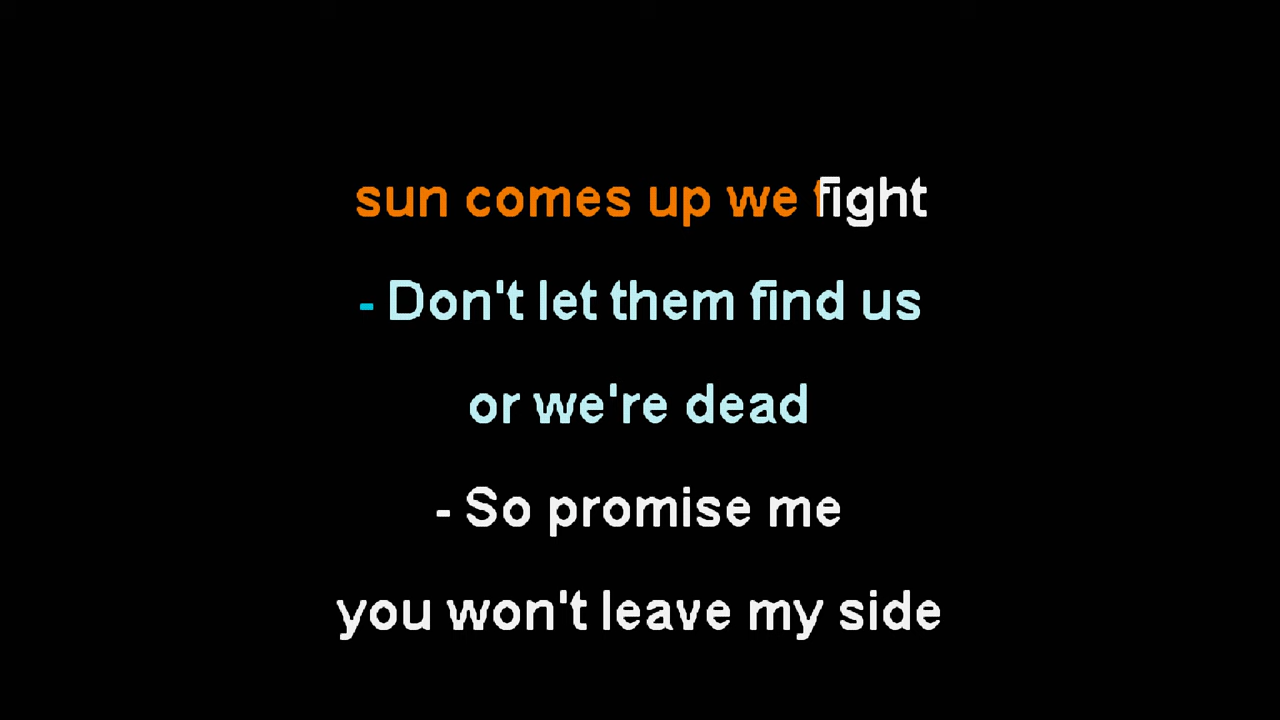 sun comes up we fight
- Don't let them find us
or we're dead
- So promise me
you won't leave my side